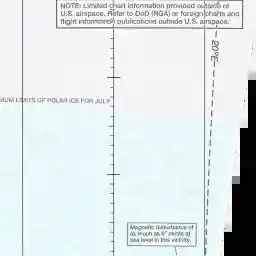 NOTE: Limited chart information provided outside of
U.S. airspace. Refer to DoD (NGA) or foreign charts and
flight information publications outside U.S. airspace.
20°E
MUM LIMITS OF POLAR ICE FOR JULY
Magnetic disturbance of
as much as 6° exists at
sea level in this vicinity.